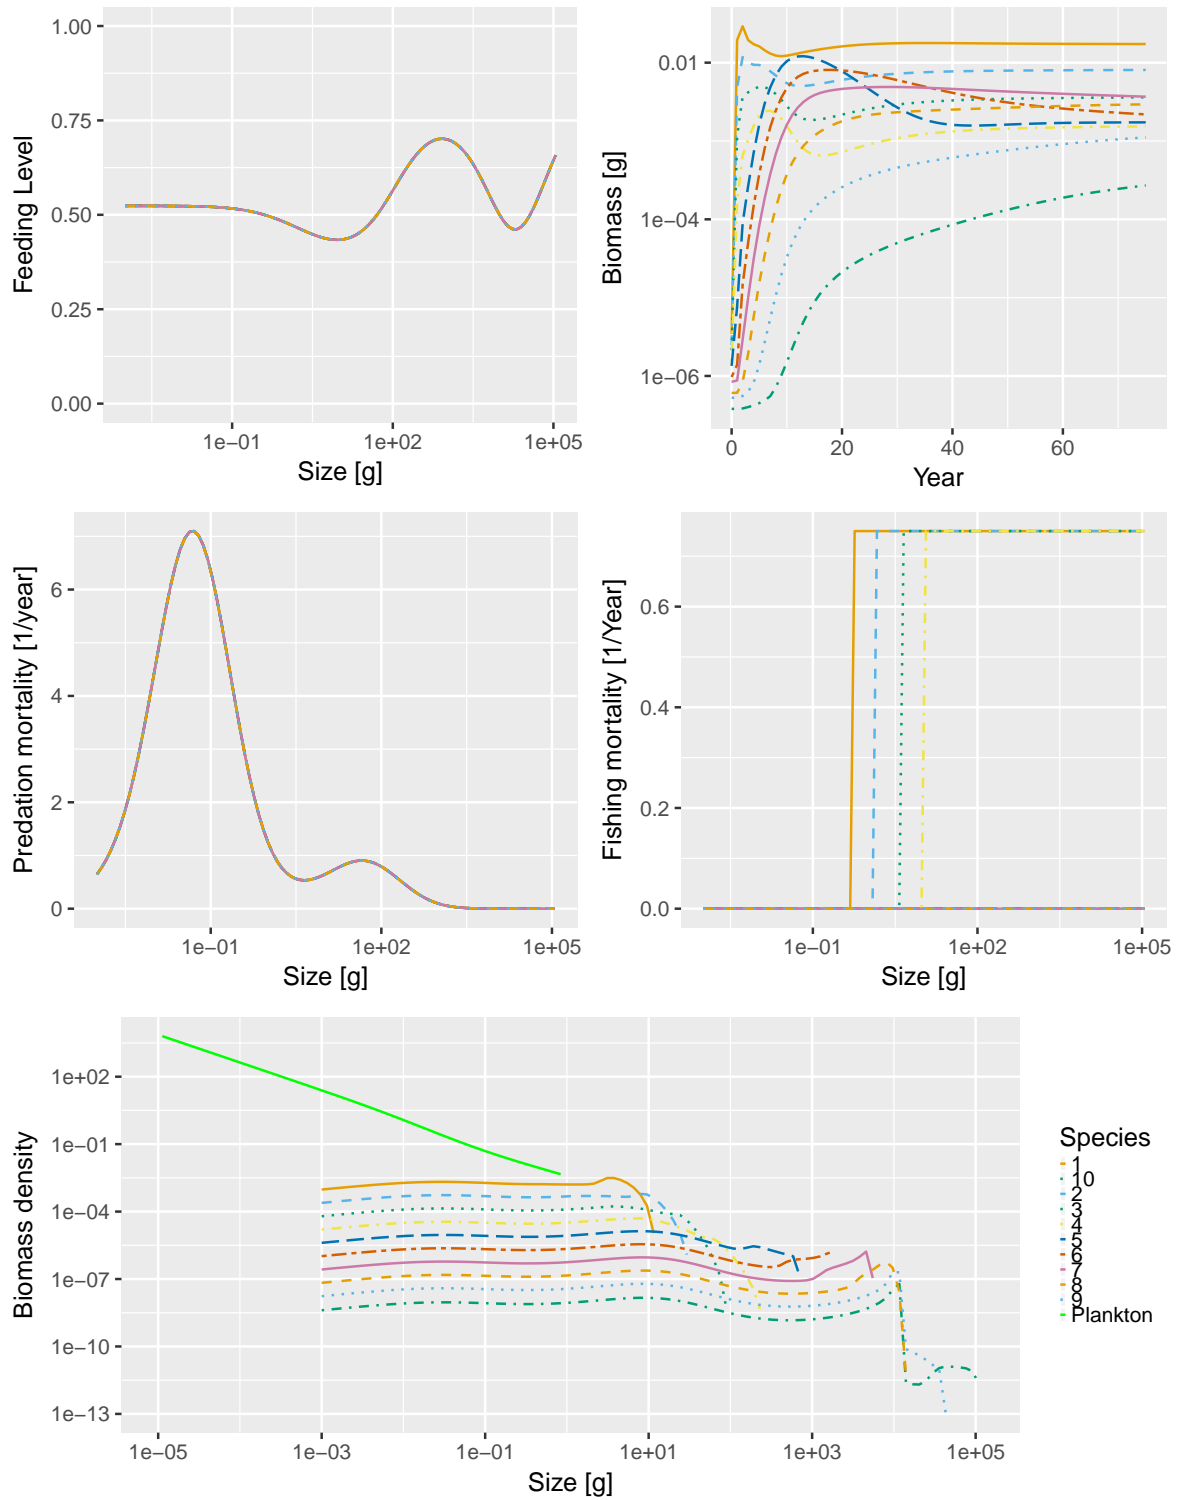 1.00
0.75
0.50
0.25
0.00
Feeding Level
1e−01
1e+02
1e+05
Size [g]
0.01
1e−04
1e−06
Biomass [g]
0
20
40
60
Year
6
4
2
0
Predation mortality [1/year]
1e−01
1e+02
1e+05
Size [g]
0.6
0.4
0.2
0.0
Fishing mortality [1/Year]
1e−01
1e+02
1e+05
Size [g]
1e+02
1e−01
1e−04
1e−07
1e−10
1e−13
Biomass density
1e−05
1e−03
1e−01
1e+01
1e+03
1e+05
Size [g]
Species
1
10
2
3
4
5
6
7
8
9
Plankton